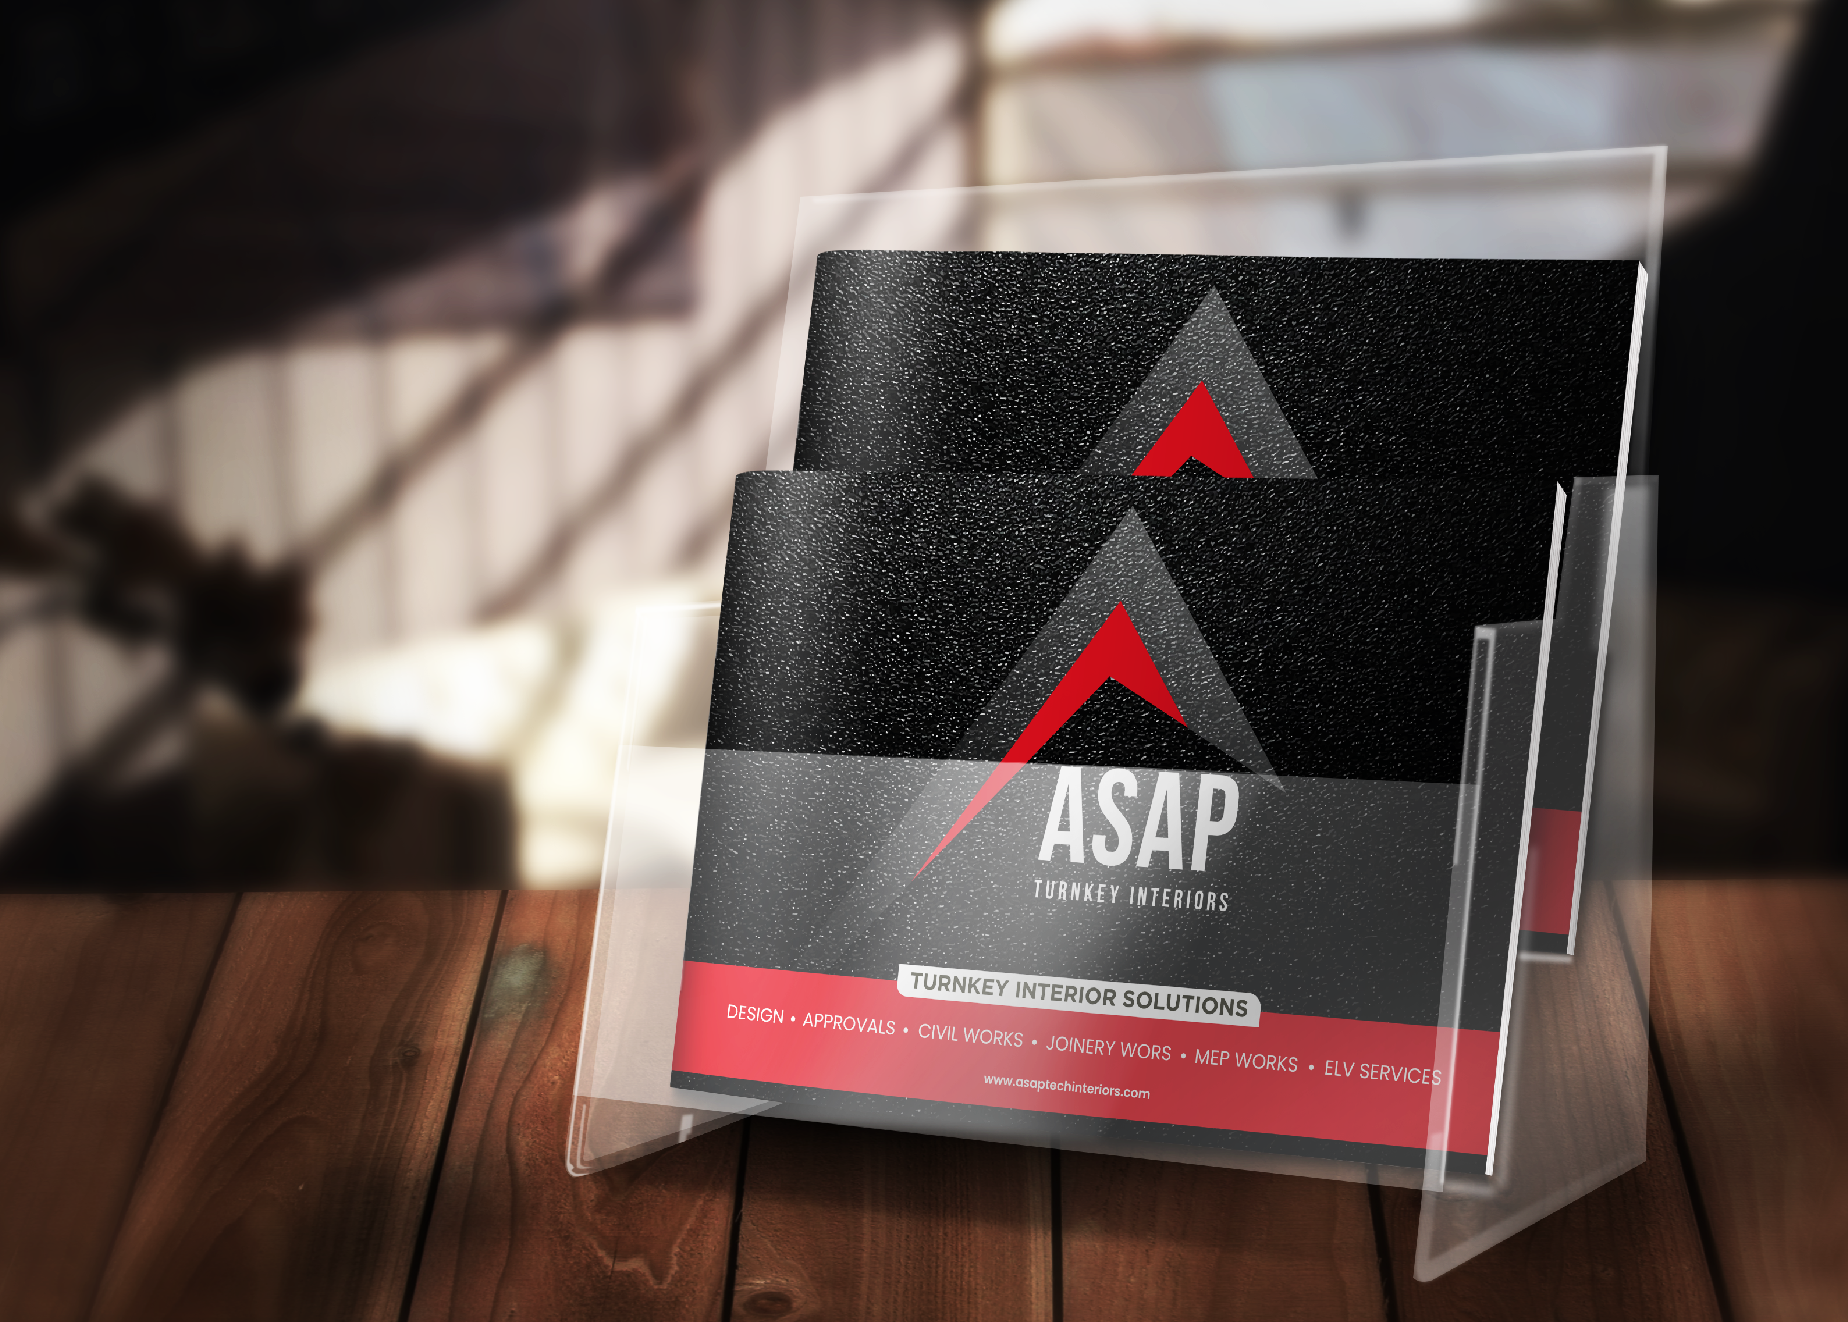 ASAP
TURNKEY INTERIORS
TURNKEY INTERIOR SOLUTIONS
DESIGN • APPROVALS • CIVIL WORKS • JOINERY WORS • MEP WORKS • ELV SERVICES
www.asaptechinteriors.com